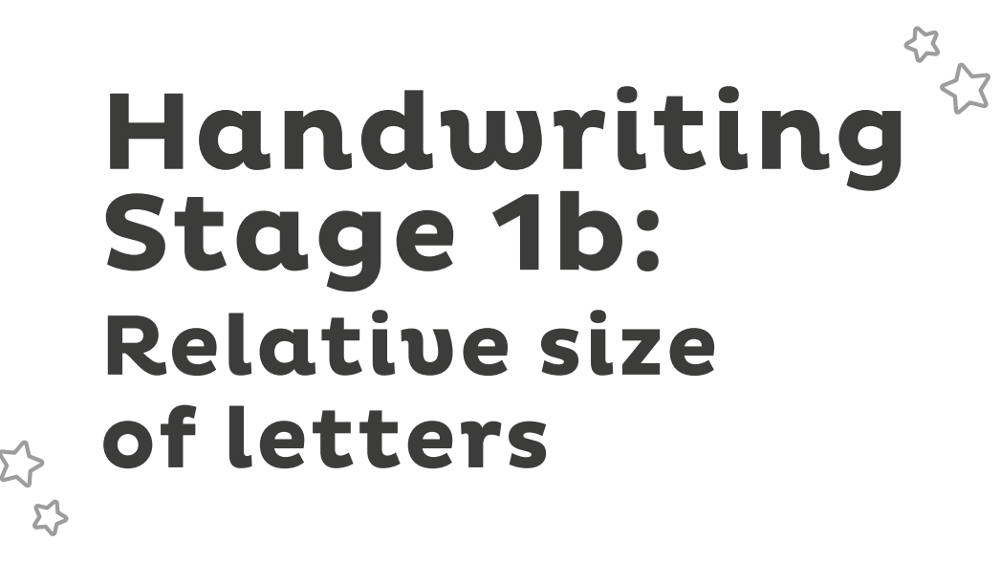 Handwriting
Stage 1b:
Relative size
of letters